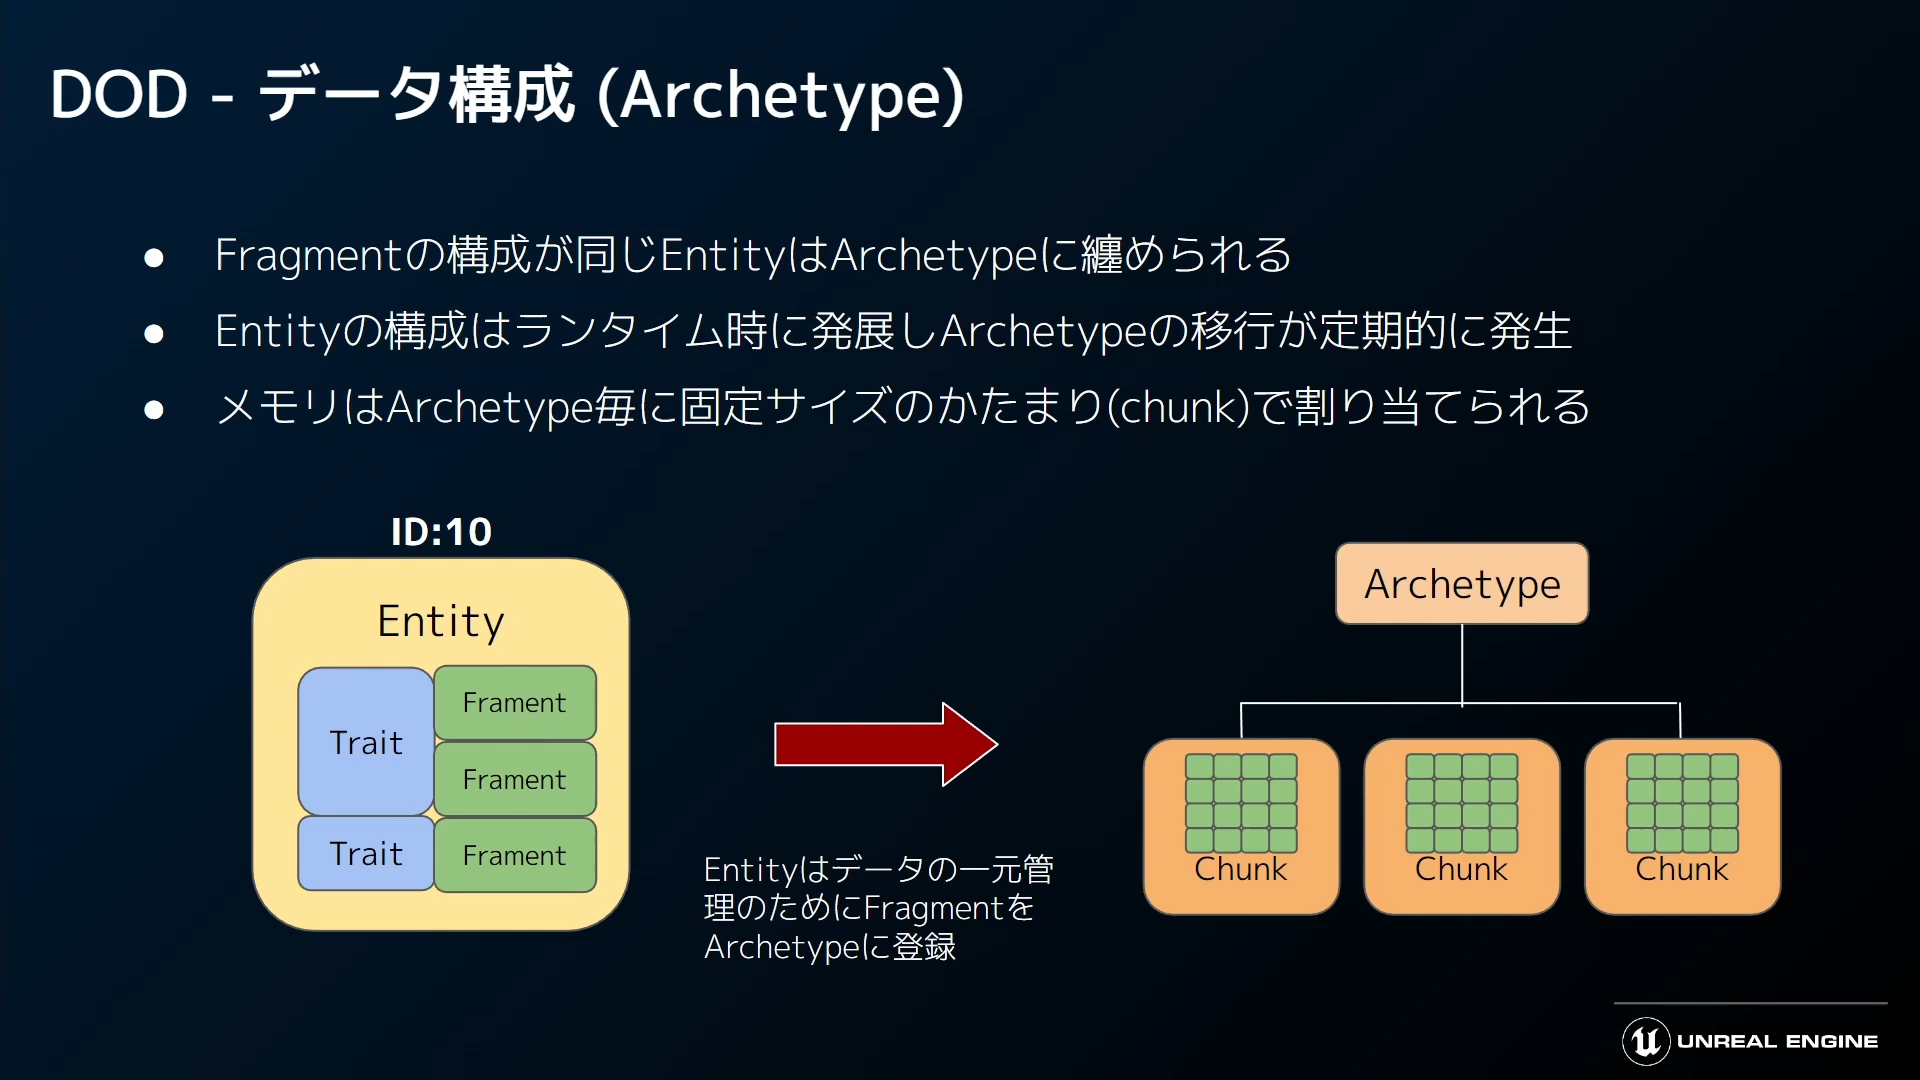 DOD - データ構成 (Archetype)
● Fragmentの構成が同じEntityはArchetypeに纏められる
● Entityの構成はランタイム時に発展しArchetypeの移行が定期的に発生
● メモリはArchetype毎に固定サイズのかたまり(chunk)で割り当てられる
ID:10
Entity
Trait
Frament
Frament
Trait
Frament
Entityはデータの一元管
理のためにFragmentを
Archetypeに登録
Archetype
Chunk
Chunk
Chunk
UNREAL ENGINE